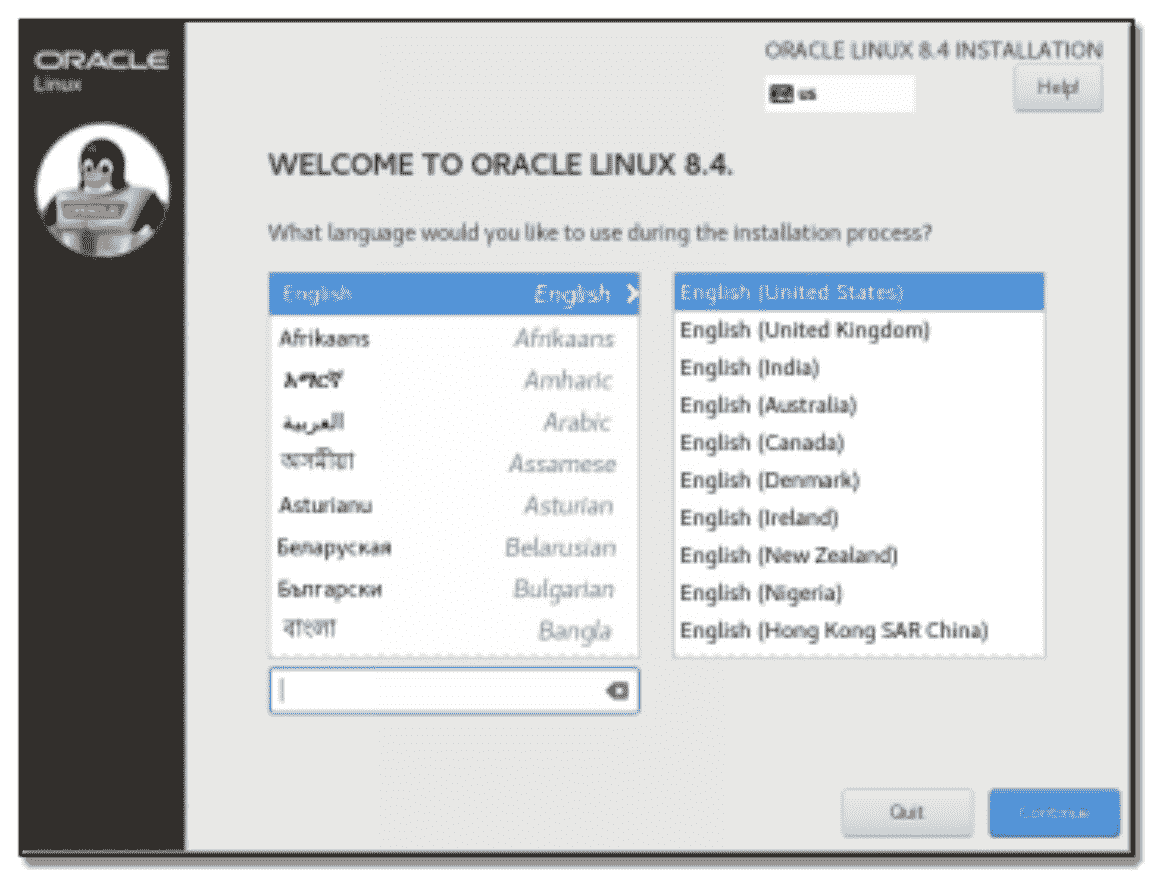 ORACLE
Linux
ORACLE LINUX 8.4 INSTALLATION
us
Help!
WELCOME TO ORACLE LINUX 8.4.
What language would you like to use during the installation process?
English English
Afrikaans Afrikaans
አማርኛ Amharic
العربية Arabic
অসমীয়া Assamese
Asturianu Asturian
Беларуская Belarusian
Български Bulgarian
বাংলা Bangla
English (United States)
English (United Kingdom)
English (India)
English (Australia)
English (Canada)
English (Denmark)
English (Ireland)
English (New Zealand)
English (Nigeria)
English (Hong Kong SAR China)
Quit
Continue